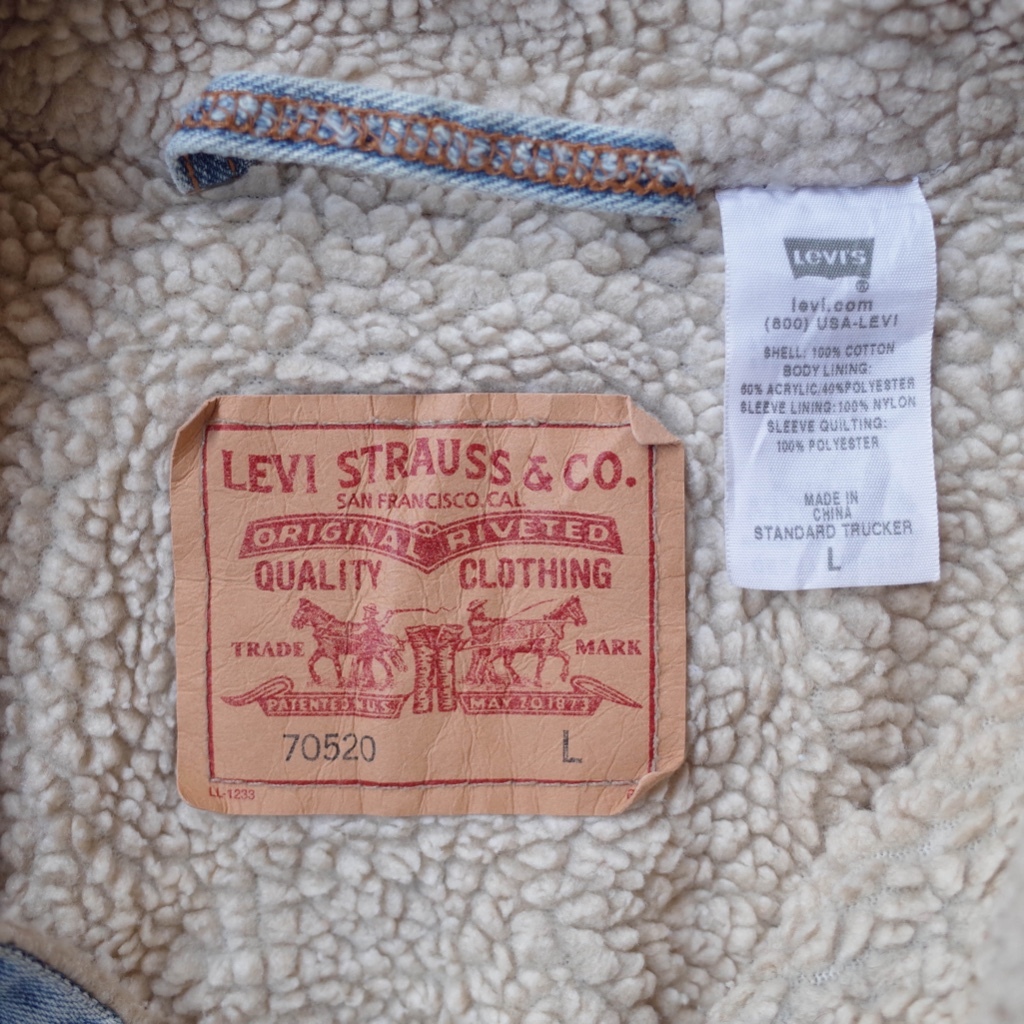 LEVI STRAUSS & CO.
SAN FRANCISCO, CAL
ORIGINAL RIVETED
QUALITY CLOTHING
TRADE MARK
PATENTED IN U.S. MAY 20 1873
70520 L
LL-1233
LEVI'S
®
levi.com
(800) USA-LEVI
SHELL: 100% COTTON
BODY LINING:
60% ACRYLIC/40%POLYESTER
SLEEVE LINING:100% NYLON
SLEEVE QUILTING:
100% POLYESTER
MADE IN
CHINA
STANDARD TRUCKER
L